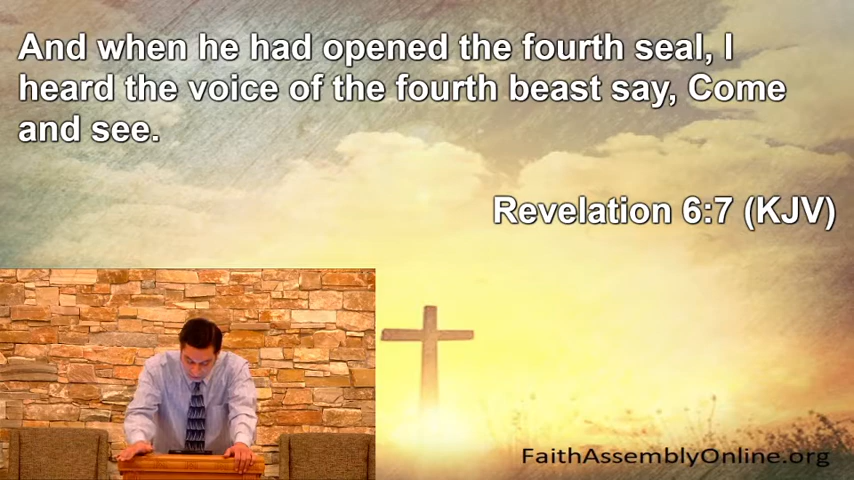 And when he had opened the fourth seal, I
heard the voice of the fourth beast say, Come
and see.
Revelation 6:7 (KJV)
FaithAssemblyOnline.org